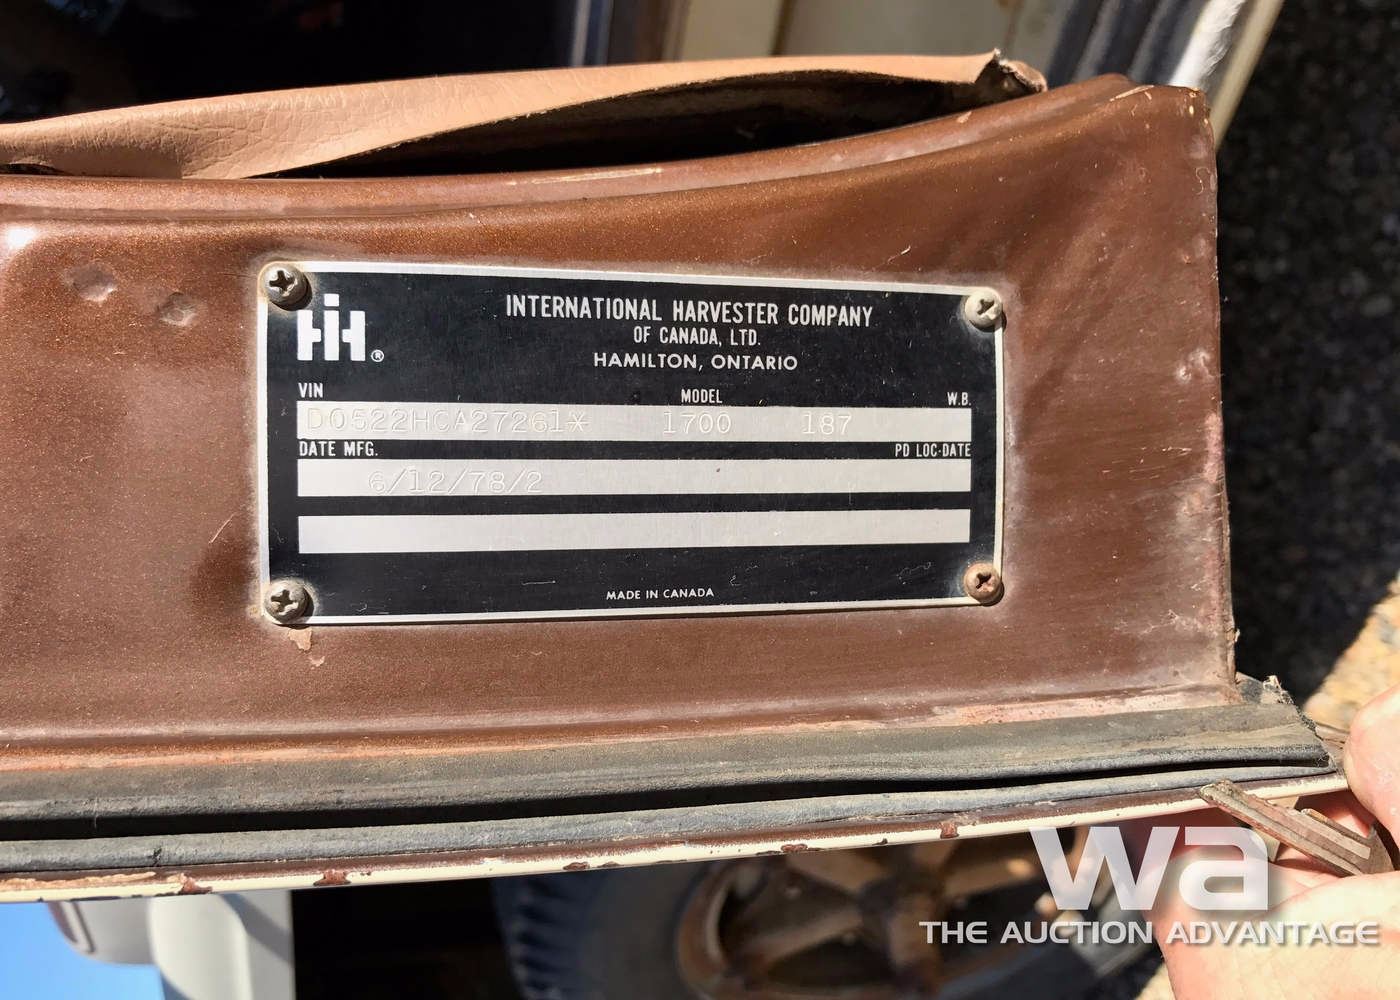 IH®
INTERNATIONAL HARVESTER COMPANY
OF CANADA, LTD.
HAMILTON, ONTARIO
VIN MODEL W.B.
D0522HCA27261* 1700 187
DATE MFG. PD LOC-DATE
6/12/78/2
MADE IN CANADA
wa
THE AUCTION ADVANTAGE